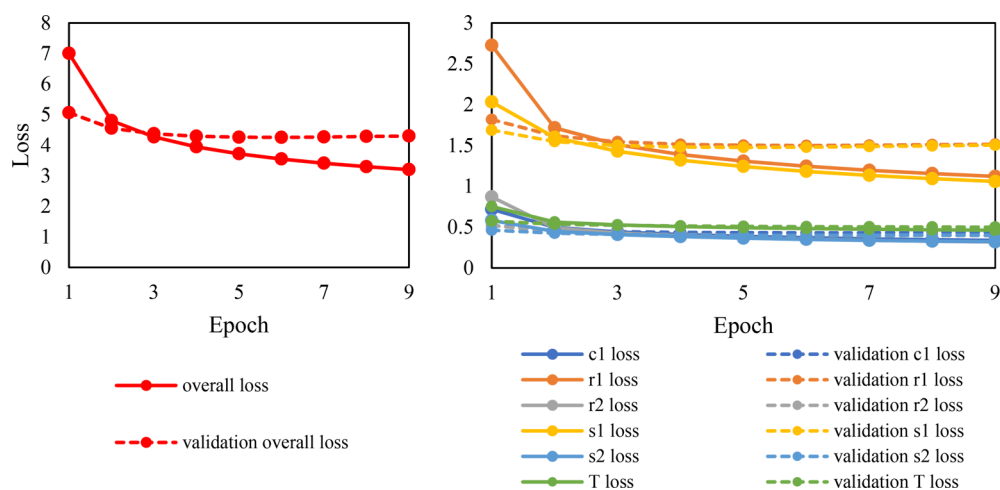 8
7
6
5
4
3
2
1
0
Loss
1 3 5 7 9
Epoch
overall loss
validation overall loss
3
2.5
2
1.5
1
0.5
0
1 3 5 7 9
Epoch
c1 loss validation c1 loss
r1 loss validation r1 loss
r2 loss validation r2 loss
s1 loss validation s1 loss
s2 loss validation s2 loss
T loss validation T loss